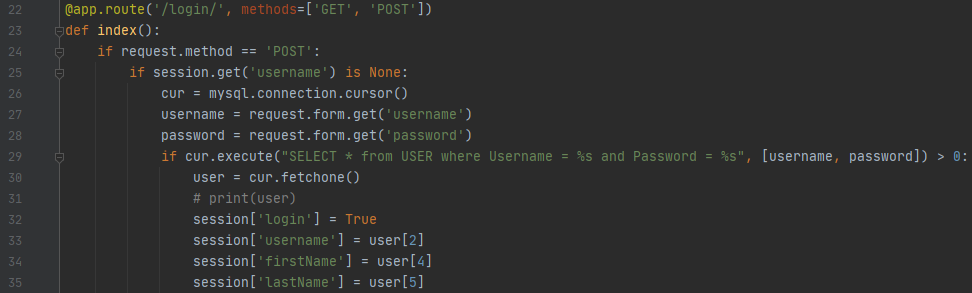 22 @app.route('/login/', methods=['GET', 'POST'])
23 def index():
24     if request.method == 'POST':
25         if session.get('username') is None:
26             cur = mysql.connection.cursor()
27             username = request.form.get('username')
28             password = request.form.get('password')
29             if cur.execute("SELECT * from USER where Username = %s and Password = %s", [username, password]) > 0:
30                 user = cur.fetchone()
31                 # print(user)
32                 session['login'] = True
33                 session['username'] = user[2]
34                 session['firstName'] = user[4]
35                 session['lastName'] = user[5]